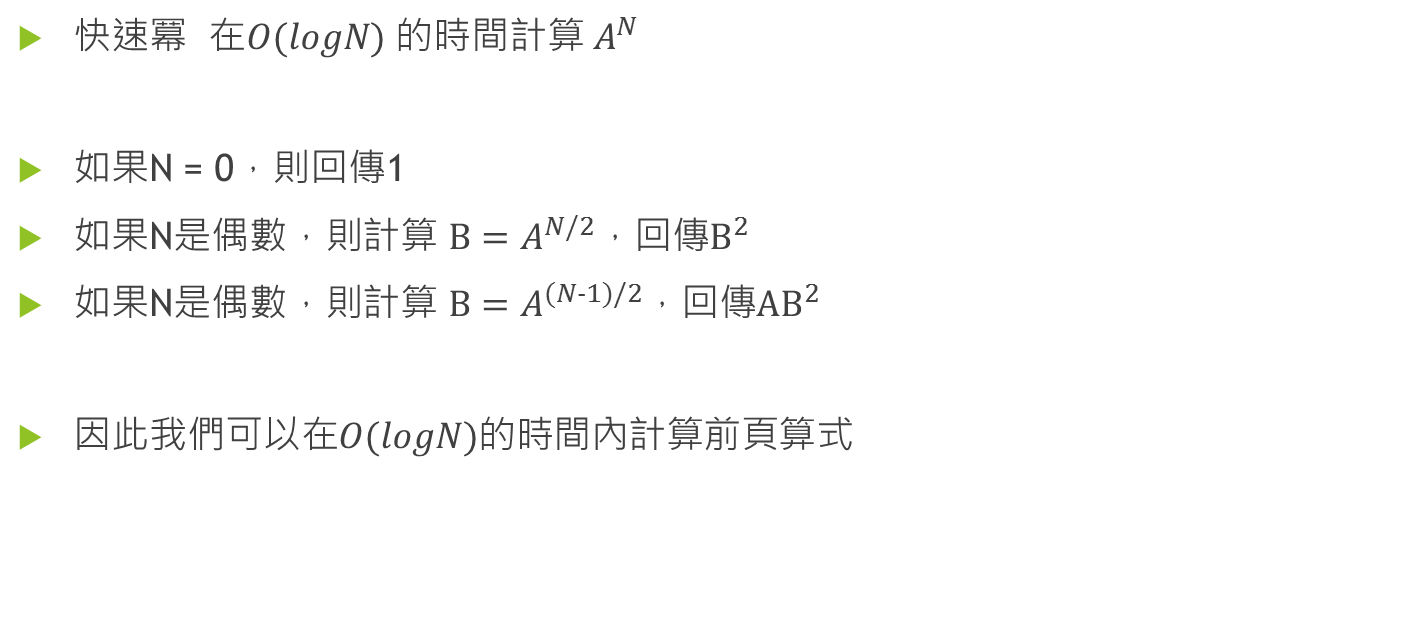 快速冪 在O(logN) 的時間計算 A^N
如果N = 0，則回傳1
如果N是偶數，則計算 B = A^{N/2}，回傳B^2
如果N是偶數，則計算 B = A^{(N-1)/2}，回傳AB^2
因此我們可以在O(logN)的時間內計算前頁算式